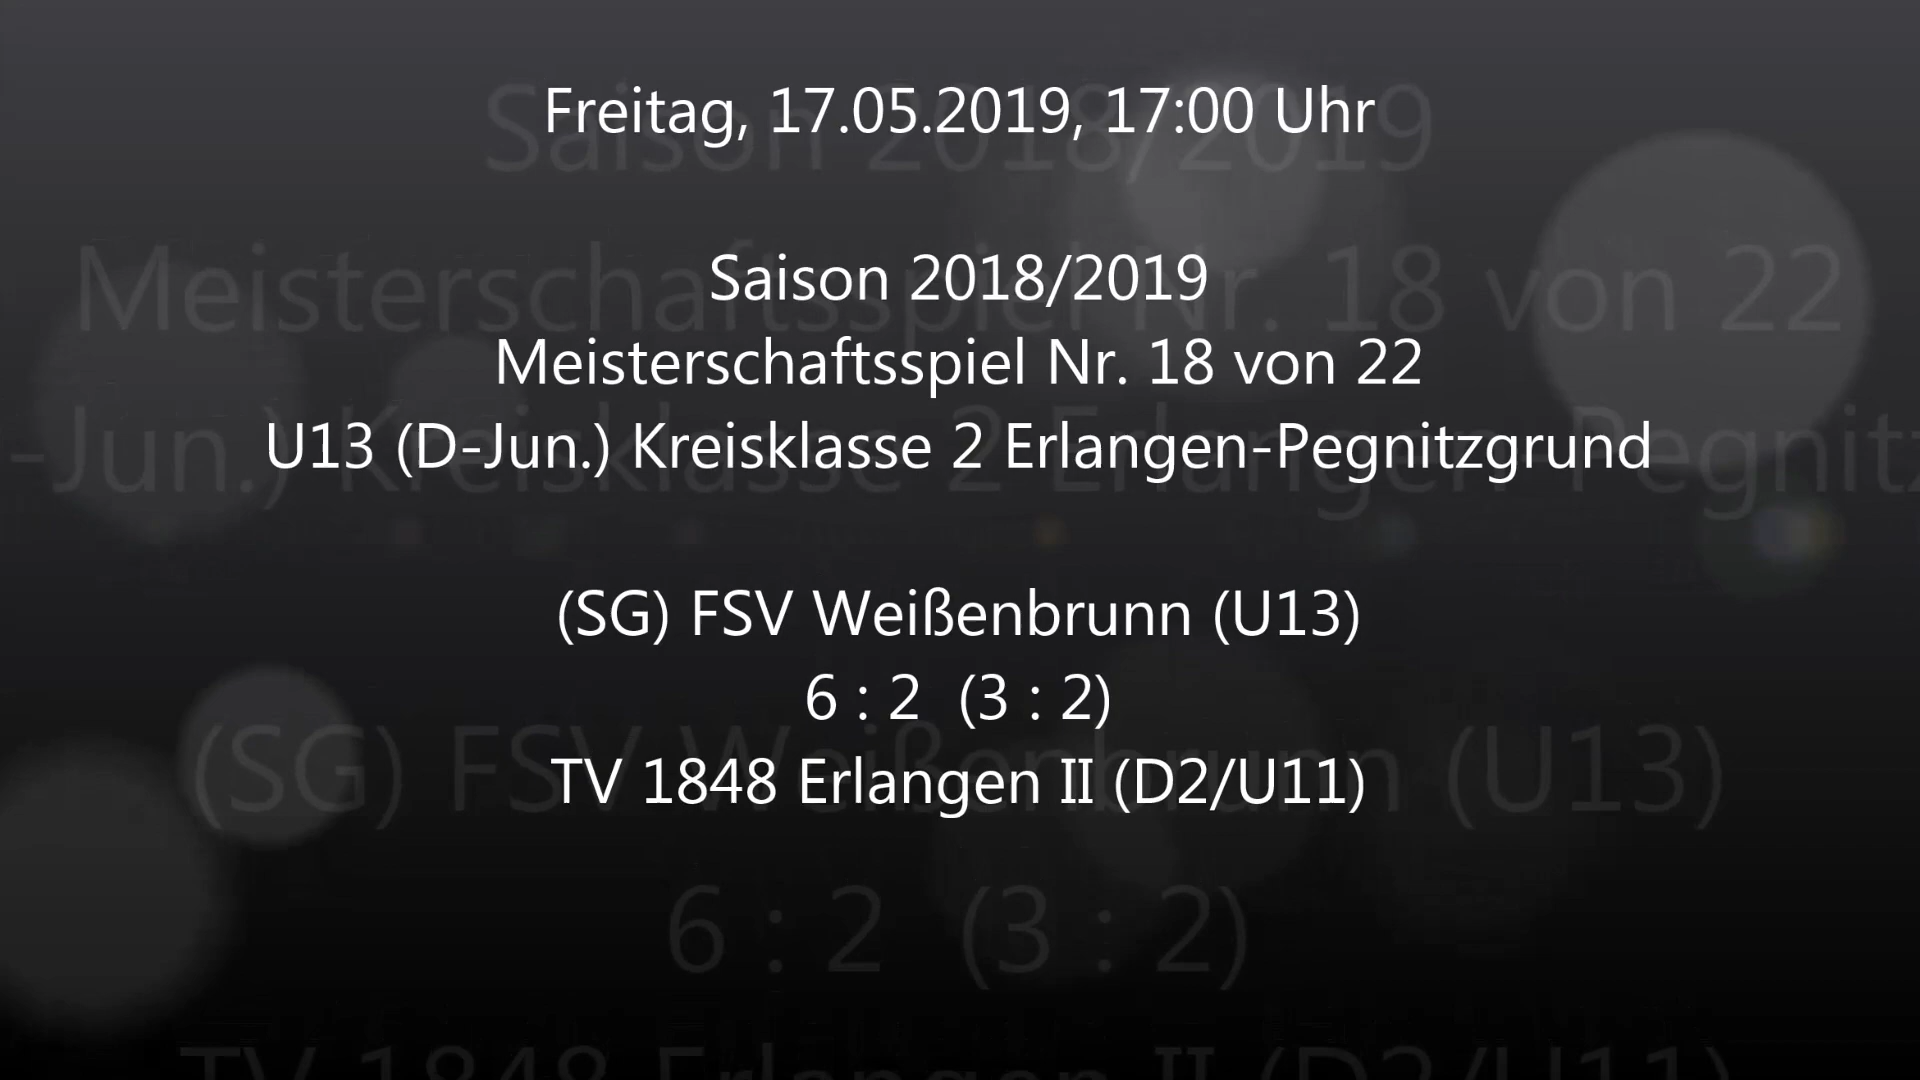 Freitag, 17.05.2019, 17:00 Uhr
Saison 2018/2019
Meisterschaftsspiel Nr. 18 von 22
U13 (D-Jun.) Kreisklasse 2 Erlangen-Pegnitzgrund
(SG) FSV Weißenbrunn (U13)
6 : 2  (3 : 2)
TV 1848 Erlangen II (D2/U11)